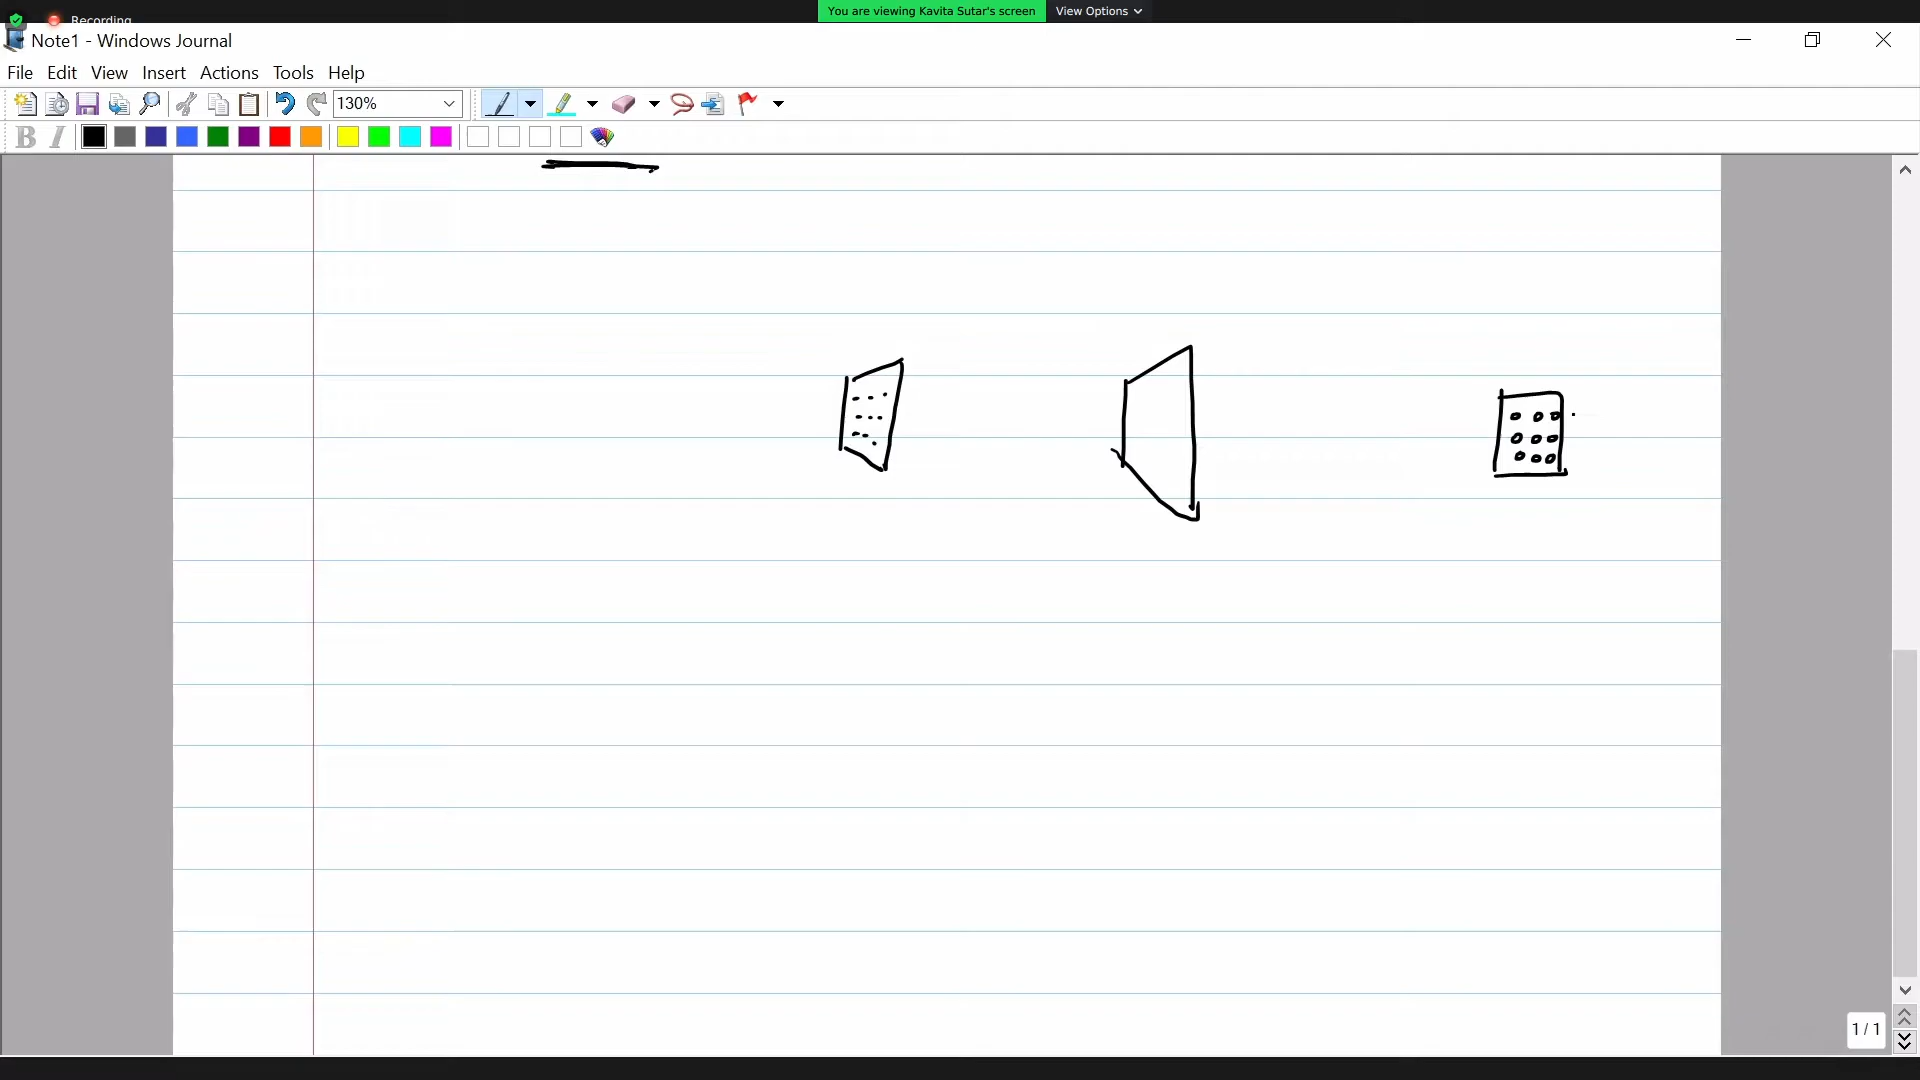 Recording
You are viewing Kavita Sutar's screen
View Options
Note1 - Windows Journal
File Edit View Insert Actions Tools Help
130%
B I
1 / 1